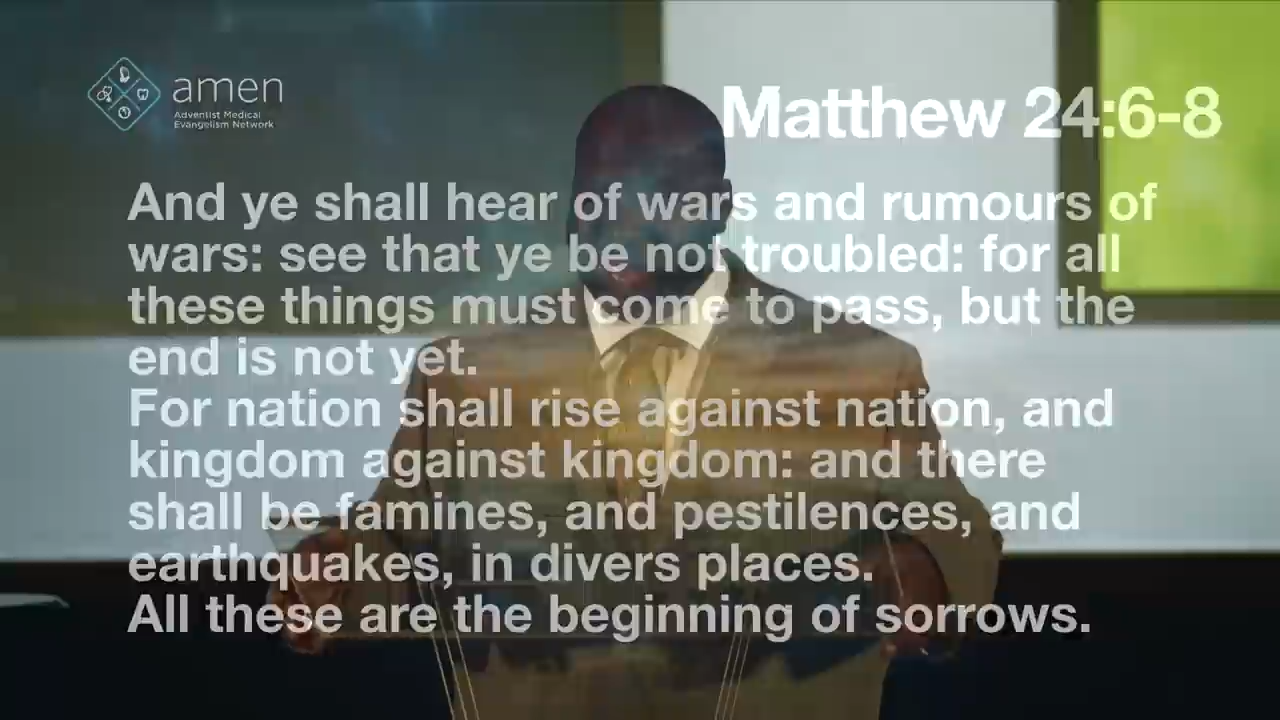 amen
Adventist Medical
Evangelism Network
Matthew 24:6-8
And ye shall hear of wars and rumours of
wars: see that ye be not troubled: for all
these things must come to pass, but the
end is not yet.
For nation shall rise against nation, and
kingdom against kingdom: and there
shall be famines, and pestilences, and
earthquakes, in divers places.
All these are the beginning of sorrows.